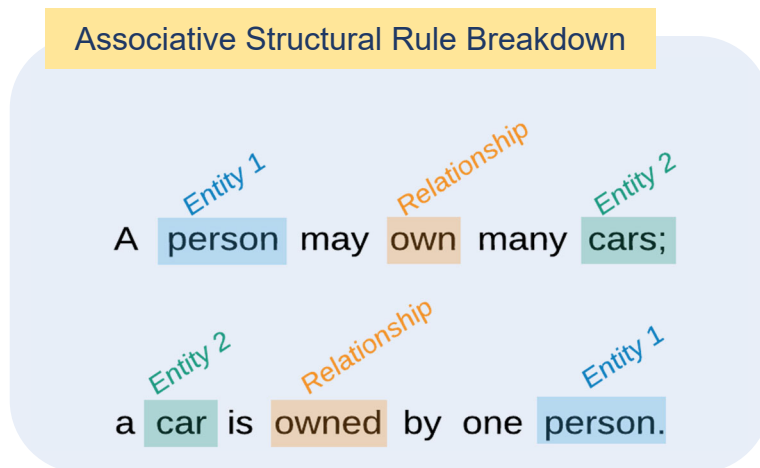 Associative Structural Rule Breakdown
Entity 1 Relationship Entity 2
A person may own many cars;
Entity 2 Relationship Entity 1
a car is owned by one person.